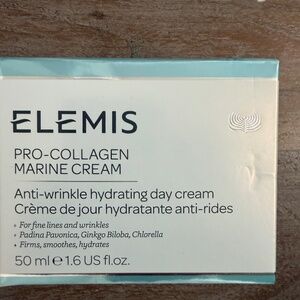 ELEMIS
PRO-COLLAGEN
MARINE CREAM
Anti-wrinkle hydrating day cream
Crème de jour hydratante anti-rides
• For fine lines and wrinkles
• Padina Pavonica, Ginkgo Biloba, Chlorella
• Firms, smoothes, hydrates
50 ml ℮ 1.6 US fl.oz.